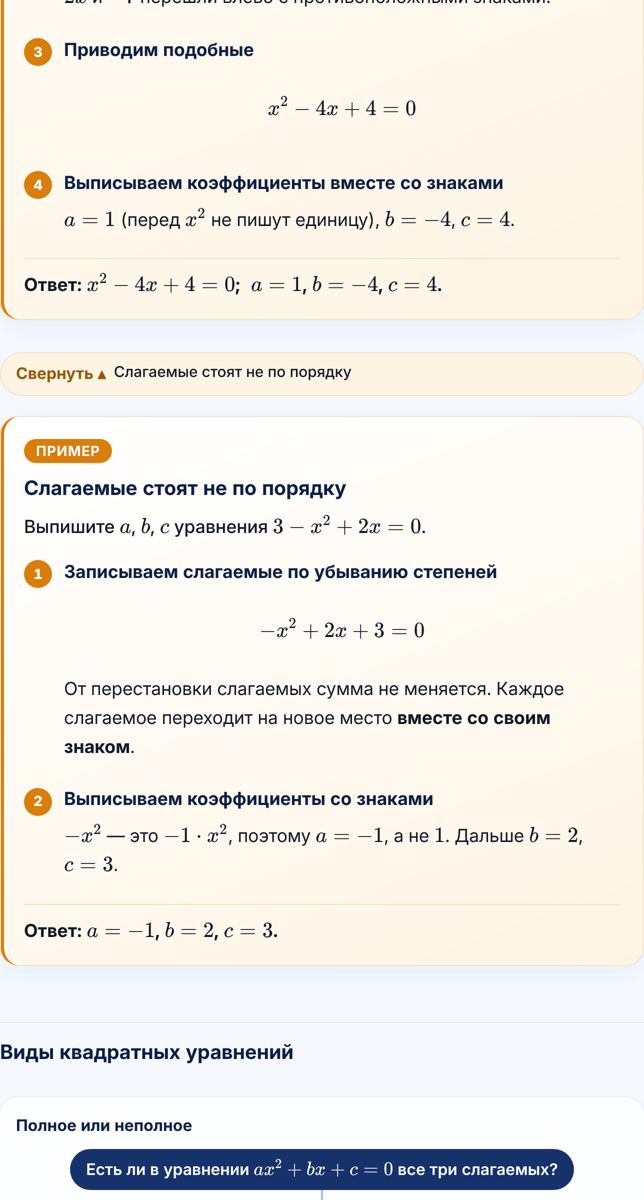 3 Приводим подобные
x² − 4x + 4 = 0
4 Выписываем коэффициенты вместе со знаками
a = 1 (перед x² не пишут единицу), b = −4, c = 4.
Ответ: x² − 4x + 4 = 0; a = 1, b = −4, c = 4.
Свернуть ▲ Слагаемые стоят не по порядку
ПРИМЕР
Слагаемые стоят не по порядку
Выпишите a, b, c уравнения 3 − x² + 2x = 0.
1 Записываем слагаемые по убыванию степеней
−x² + 2x + 3 = 0
От перестановки слагаемых сумма не меняется. Каждое
слагаемое переходит на новое место вместе со своим
знаком.
2 Выписываем коэффициенты со знаками
−x² — это −1 · x², поэтому a = −1, а не 1. Дальше b = 2,
c = 3.
Ответ: a = −1, b = 2, c = 3.
Виды квадратных уравнений
Полное или неполное
Есть ли в уравнении ax² + bx + c = 0 все три слагаемых?